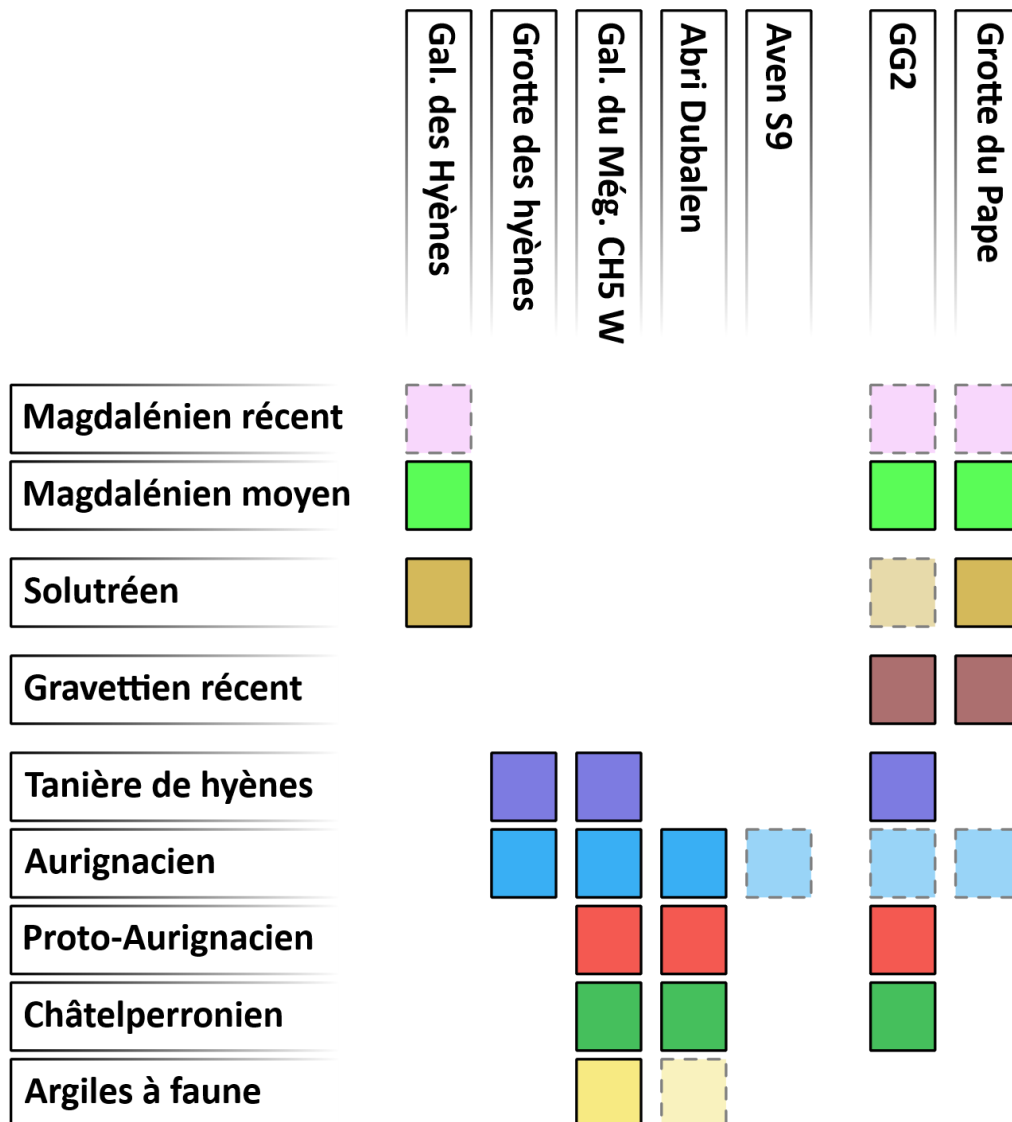 Gal. des Hyènes
Grotte des hyènes
Gal. du Még. CH5 W
Abri Dubalen
Aven S9
GG2
Grotte du Pape
Magdalénien récent
Magdalénien moyen
Solutréen
Gravettien récent
Tanière de hyènes
Aurignacien
Proto-Aurignacien
Châtelperronien
Argiles à faune